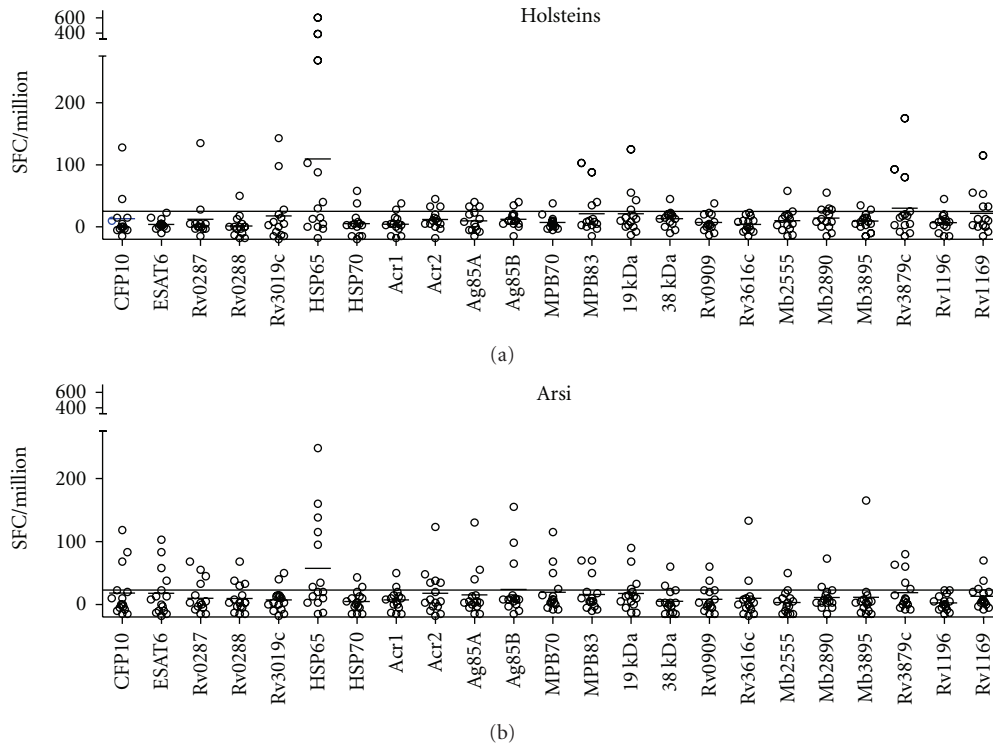 Holsteins
600
400
200
100
0
SFC/million
CFP10
ESAT6
Rv0287
Rv0288
Rv3019c
HSP65
HSP70
Acr1
Acr2
Ag85A
Ag85B
MPB70
MPB83
19 kDa
38 kDa
Rv0909
Rv3616c
Mb2555
Mb2890
Mb3895
Rv3879c
Rv1196
Rv1169
(a)
Arsi
600
400
200
100
0
SFC/million
CFP10
ESAT6
Rv0287
Rv0288
Rv3019c
HSP65
HSP70
Acr1
Acr2
Ag85A
Ag85B
MPB70
MPB83
19 kDa
38 kDa
Rv0909
Rv3616c
Mb2555
Mb2890
Mb3895
Rv3879c
Rv1196
Rv1169
(b)